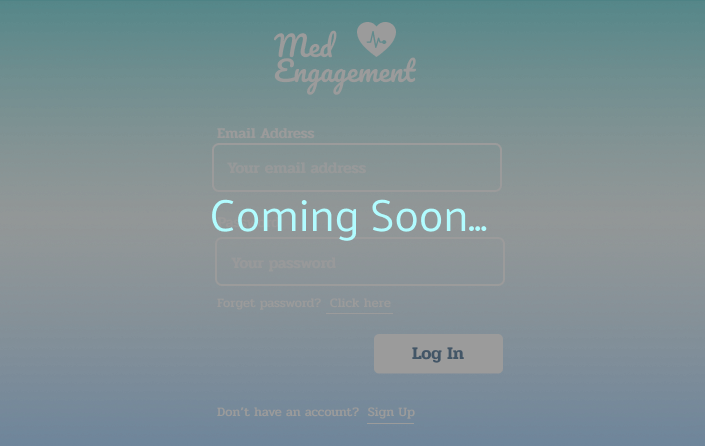 Med
Engagement
Email Address
Your email address
Coming Soon...
Your password
Forget password? Click here
Log In
Don't have an account? Sign Up